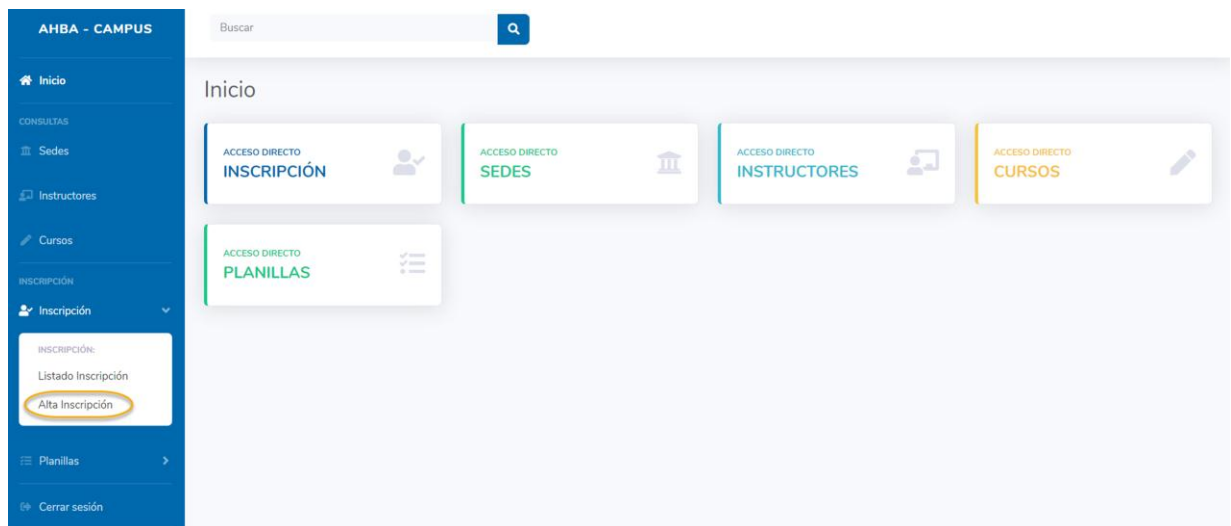 AHBA - CAMPUS
Buscar
Inicio
CONSULTAS
Sedes
Instructores
Cursos
INSCRIPCIÓN
Inscripción
INSCRIPCIÓN:
Listado Inscripción
Alta Inscripción
Planillas
Cerrar sesión
Inicio
ACCESO DIRECTO
INSCRIPCIÓN
ACCESO DIRECTO
SEDES
ACCESO DIRECTO
INSTRUCTORES
ACCESO DIRECTO
CURSOS
ACCESO DIRECTO
PLANILLAS